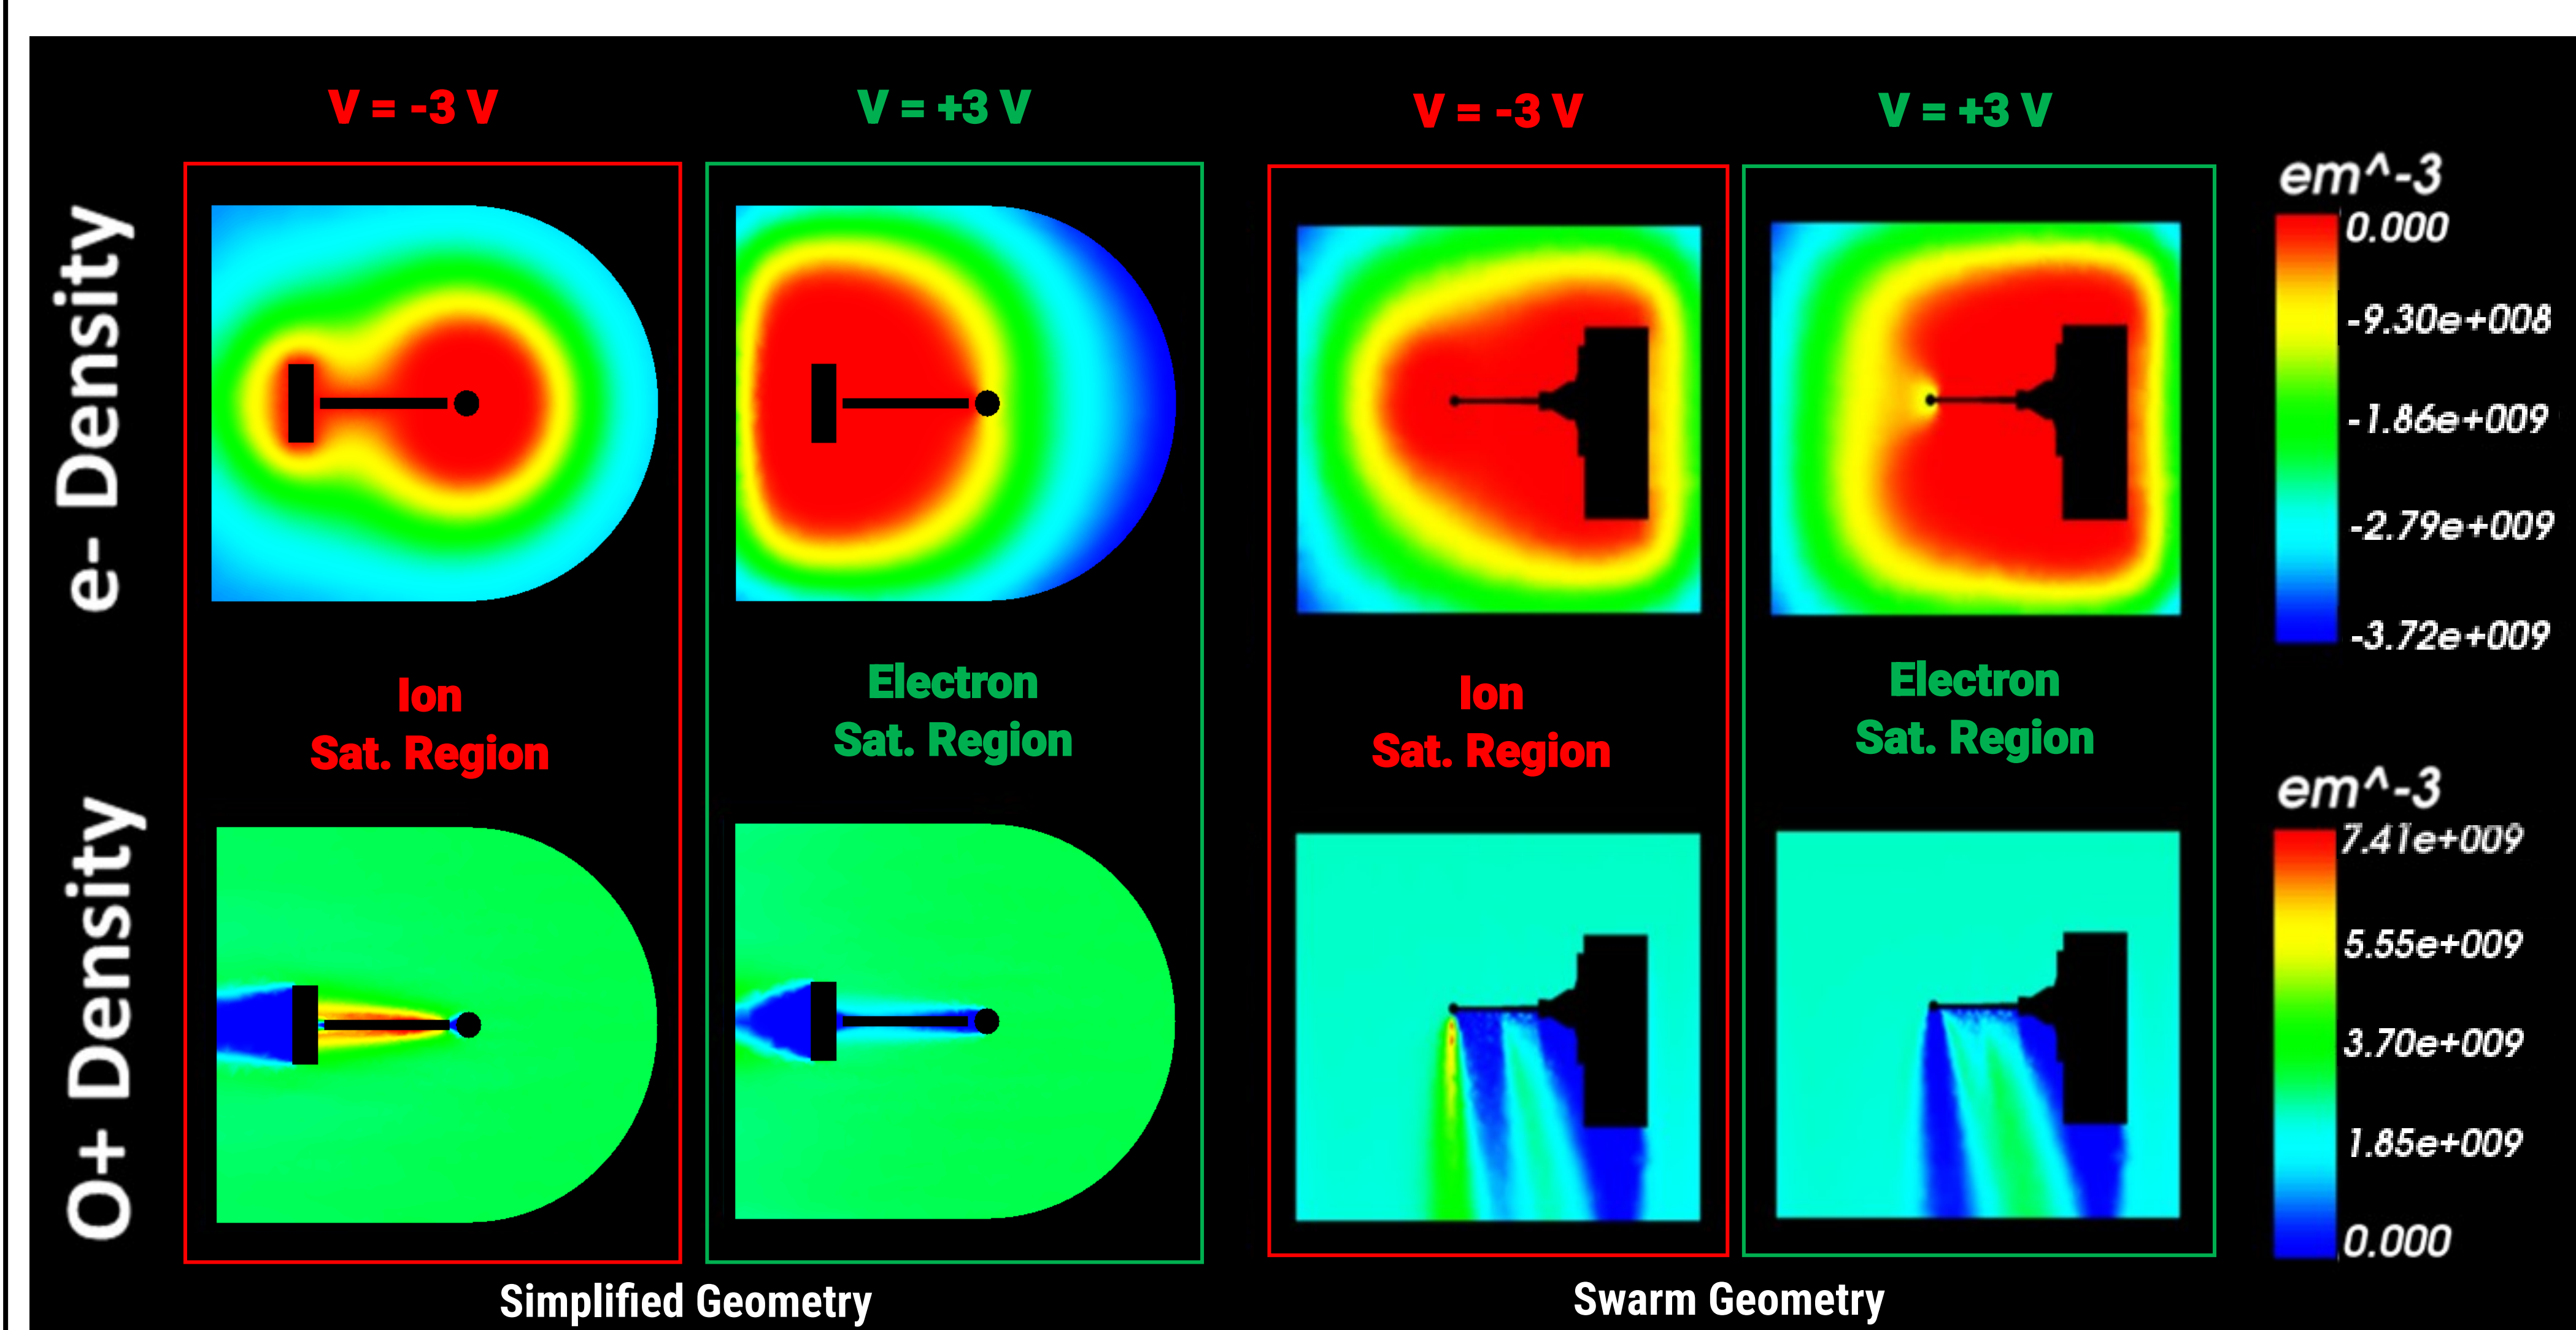 V = -3 V
V = +3 V
V = -3 V
V = +3 V
e- Density
em^-3
0.000
-9.30e+008
-1.86e+009
-2.79e+009
-3.72e+009
Ion
Sat. Region
Electron
Sat. Region
Ion
Sat. Region
Electron
Sat. Region
O+ Density
em^-3
7.41e+009
5.55e+009
3.70e+009
1.85e+009
0.000
Simplified Geometry
Swarm Geometry